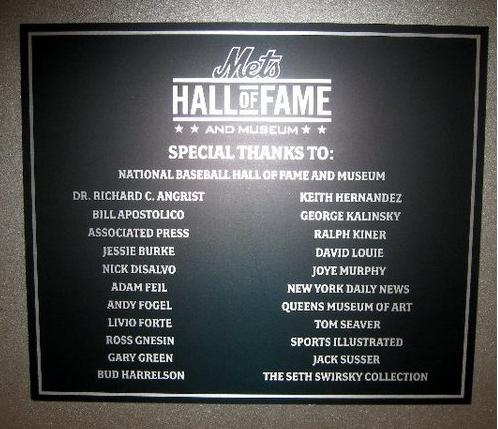 Mets
HALL OF FAME
AND MUSEUM
SPECIAL THANKS TO:
NATIONAL BASEBALL HALL OF FAME AND MUSEUM
DR. RICHARD C. ANGRIST
BILL APOSTOLICO
ASSOCIATED PRESS
JESSIE BURKE
NICK DISALVO
ADAM FEIL
ANDY FOGEL
LIVIO FORTE
ROSS GNESIN
GARY GREEN
BUD HARRELSON
KEITH HERNANDEZ
GEORGE KALINSKY
RALPH KINER
DAVID LOUIE
JOYE MURPHY
NEW YORK DAILY NEWS
QUEENS MUSEUM OF ART
TOM SEAVER
SPORTS ILLUSTRATED
JACK SUSSER
THE SETH SWIRSKY COLLECTION